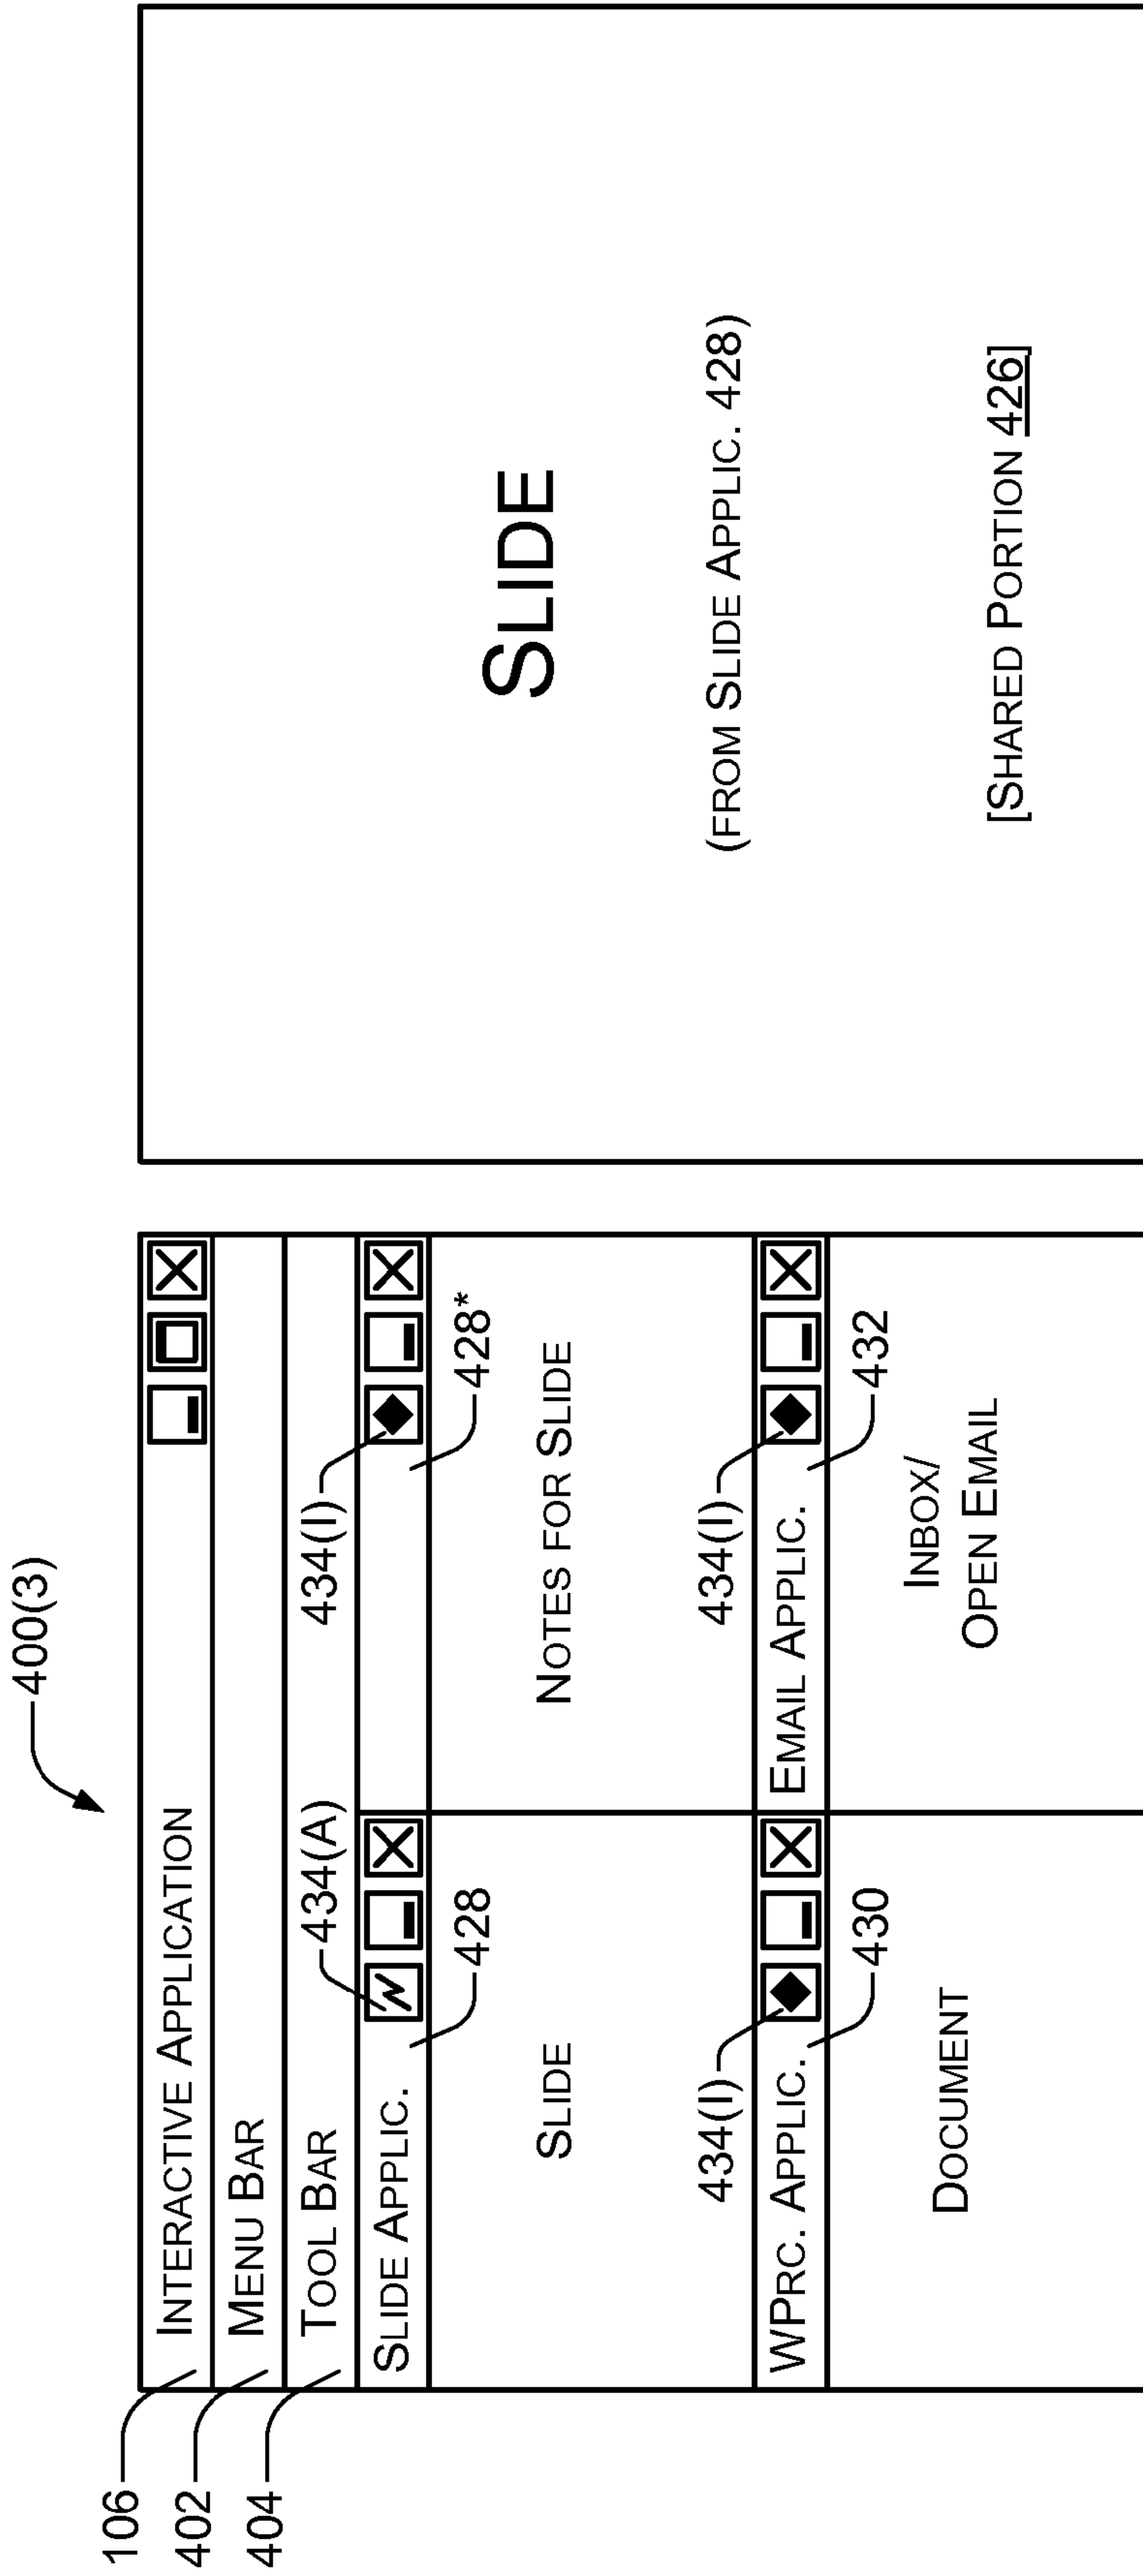 400(3)
106
INTERACTIVE APPLICATION
402
MENU BAR
404
TOOL BAR
434(A)
434(I)
SLIDE APPLIC.
428
428*
SLIDE
NOTES FOR SLIDE
434(I)
434(I)
WPRC. APPLIC.
EMAIL APPLIC.
430
432
DOCUMENT
INBOX/
OPEN EMAIL
SLIDE
(FROM SLIDE APPLIC. 428)
[SHARED PORTION 426]